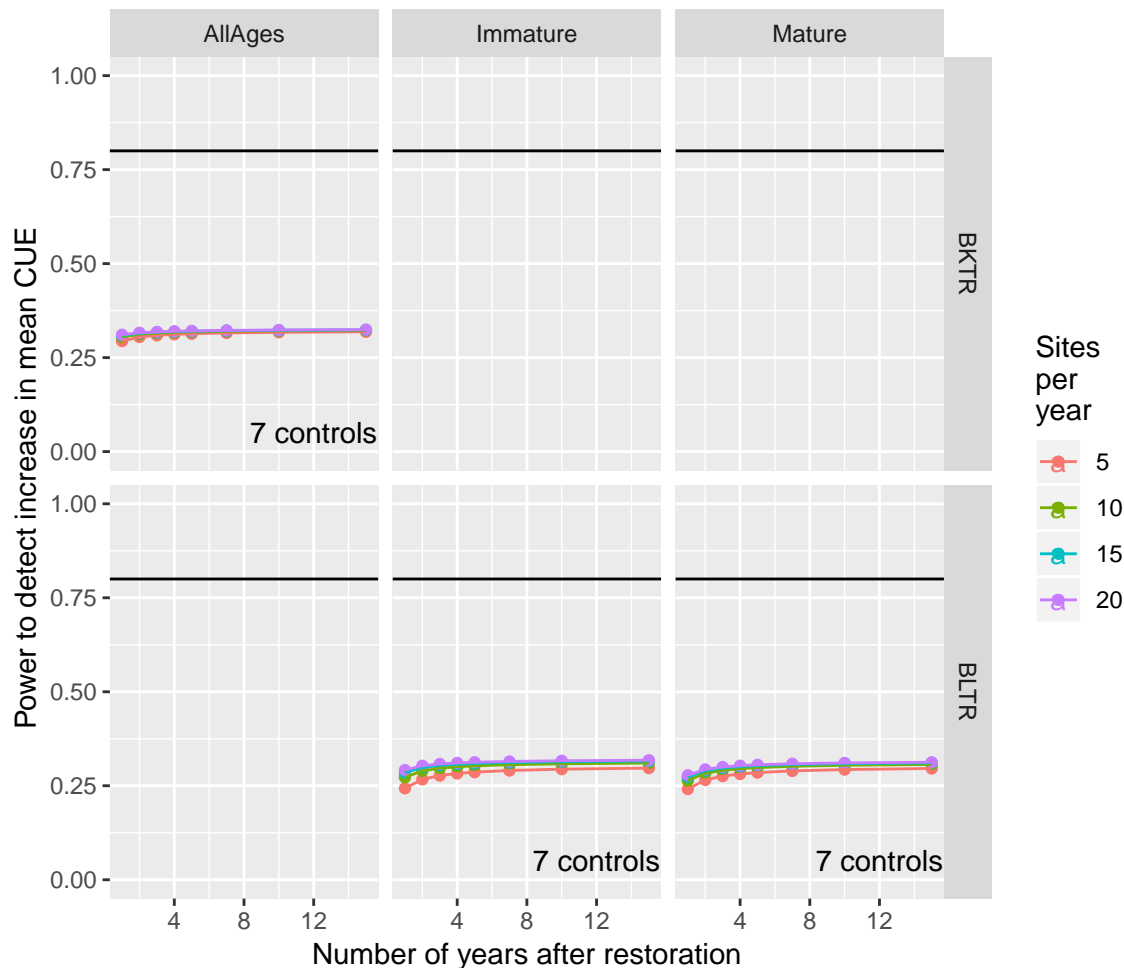 AllAges Immature Mature
Power to detect increase in mean CUE
1.00
0.75
0.50
0.25
0.00
7 controls
BKTR
1.00
0.75
0.50
0.25
0.00
7 controls 7 controls
BLTR
4 8 12 4 8 12 4 8 12
Number of years after restoration
Sites
per
year
a 5
a 10
a 15
a 20